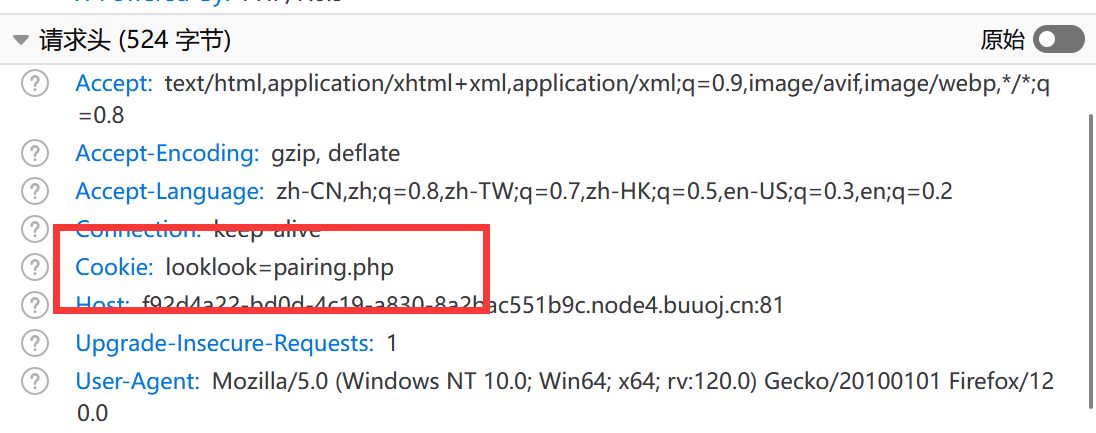 请求头 (524 字节)
原始
Accept: text/html,application/xhtml+xml,application/xml;q=0.9,image/avif,image/webp,*/*;q
=0.8
Accept-Encoding: gzip, deflate
Accept-Language: zh-CN,zh;q=0.8,zh-TW;q=0.7,zh-HK;q=0.5,en-US;q=0.3,en;q=0.2
Connection: keep-alive
Cookie: looklook=pairing.php
Host: f92d4a22-bd0d-4c19-a830-8a2bac551b9c.node4.buuoj.cn:81
Upgrade-Insecure-Requests: 1
User-Agent: Mozilla/5.0 (Windows NT 10.0; Win64; x64; rv:120.0) Gecko/20100101 Firefox/12
0.0